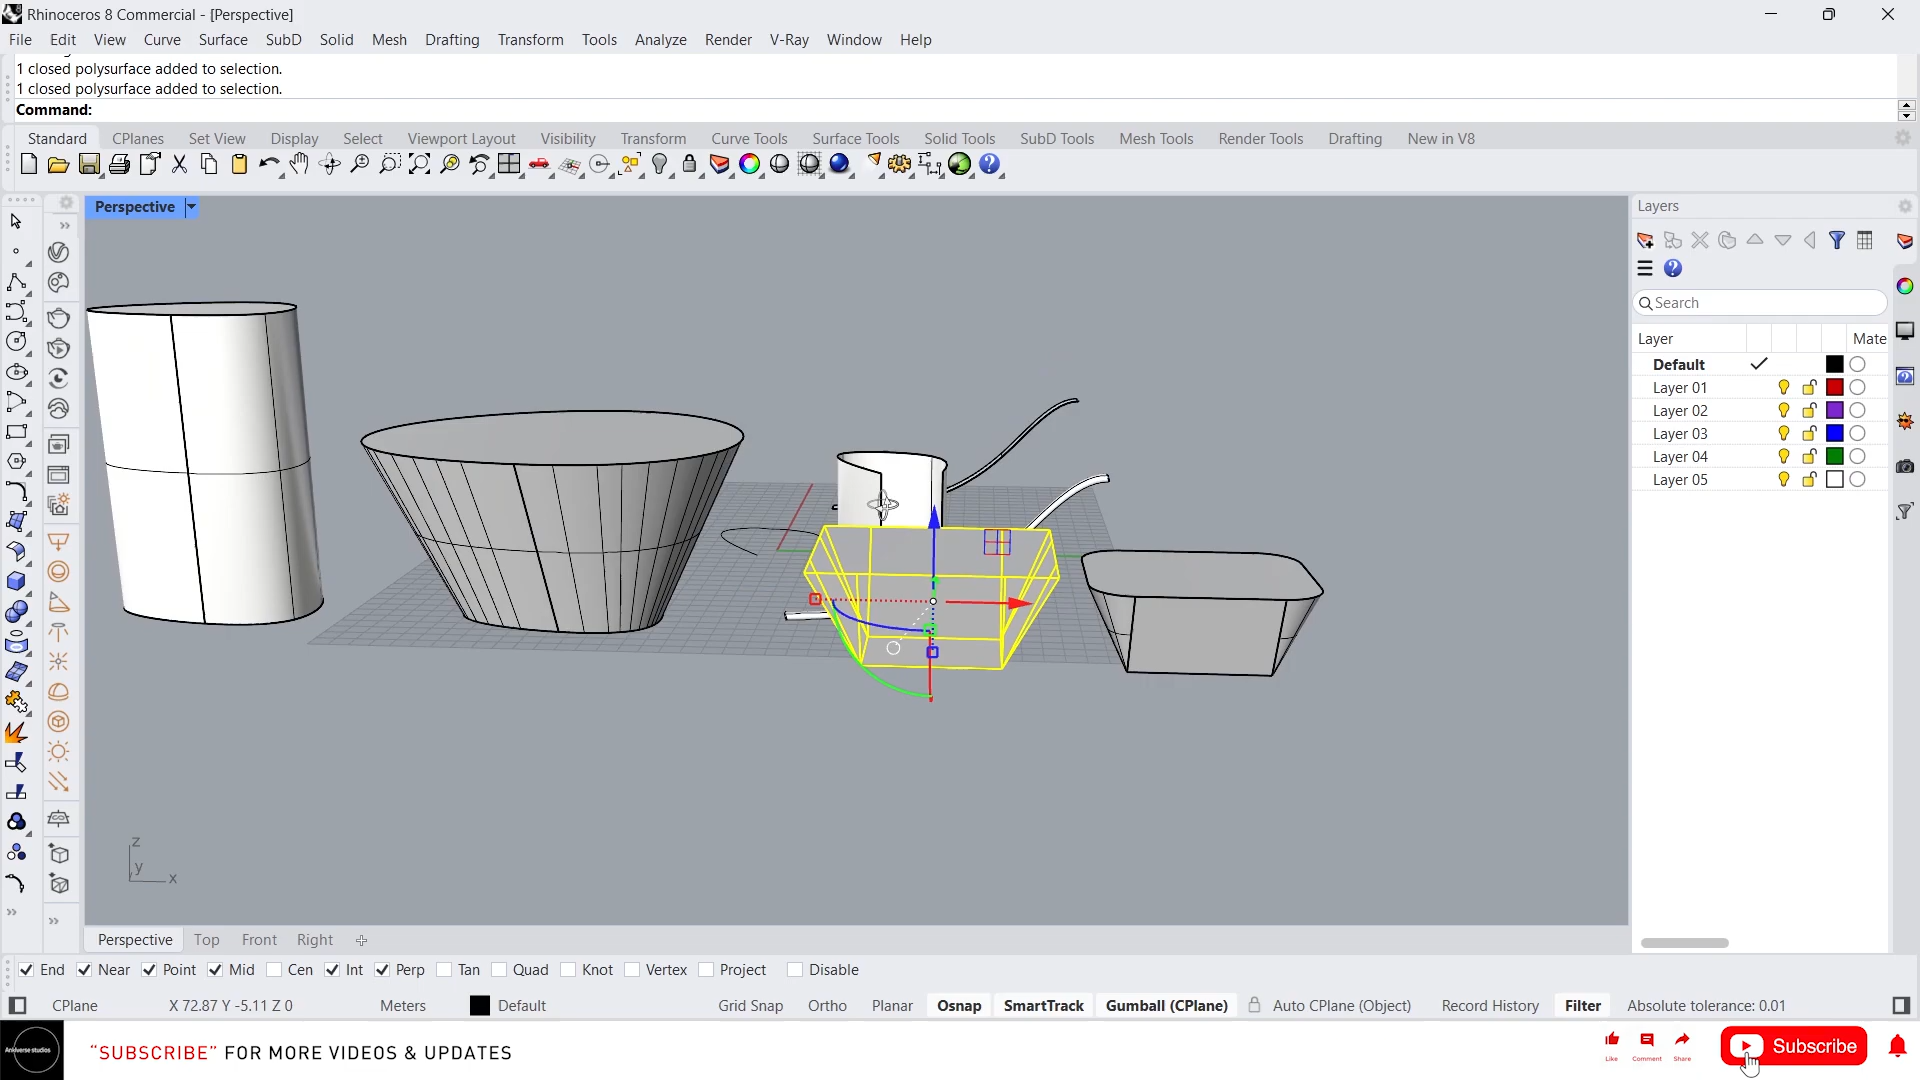 Rhinoceros 8 Commercial - [Perspective]
File Edit View Curve Surface SubD Solid Mesh Drafting Transform Tools Analyze Render V-Ray Window Help
1 closed polysurface added to selection.
1 closed polysurface added to selection.
Command:
Standard CPlanes Set View Display Select Viewport Layout Visibility Transform Curve Tools Surface Tools Solid Tools SubD Tools Mesh Tools Render Tools Drafting New in V8
Perspective
Layers
Search
Layer Mate
Default
Layer 01
Layer 02
Layer 03
Layer 04
Layer 05
z
y
x
Perspective Top Front Right
End Near Point Mid Cen Int Perp Tan Quad Knot Vertex Project Disable
CPlane X 72.87 Y -5.11 Z 0 Meters Default Grid Snap Ortho Planar Osnap SmartTrack Gumball (CPlane) Auto CPlane (Object) Record History Filter Absolute tolerance: 0.01
"SUBSCRIBE" FOR MORE VIDEOS & UPDATES
Like Comment Share
Subscribe